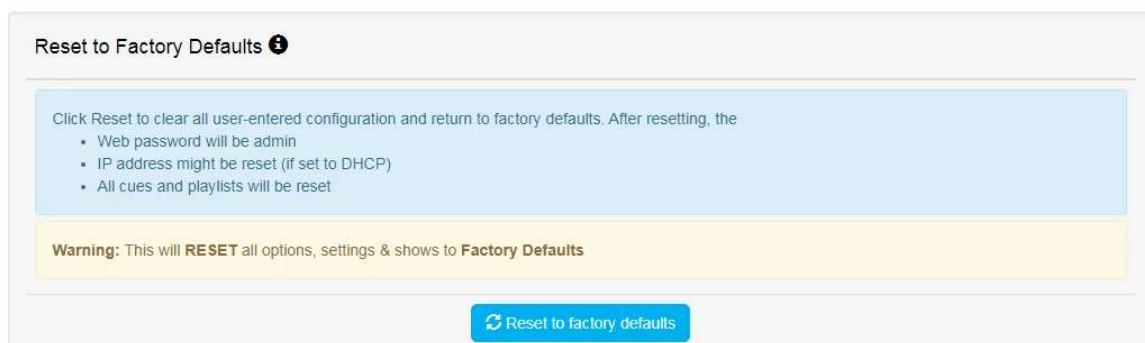 Reset to Factory Defaults
Click Reset to clear all user-entered configuration and return to factory defaults. After resetting, the
• Web password will be admin
• IP address might be reset (if set to DHCP)
• All cues and playlists will be reset
Warning: This will RESET all options, settings & shows to Factory Defaults
Reset to factory defaults